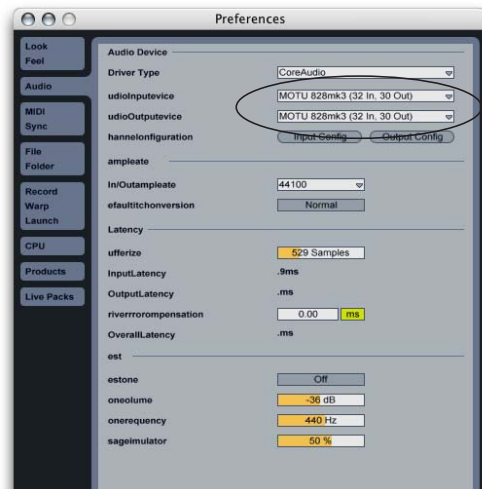 Preferences
Look
Feel
Audio
MIDI
Sync
File
Folder
Record
Warp
Launch
CPU
Products
Live Packs
Audio Device
Driver Type CoreAudio
udioInputevice MOTU 828mk3 (32 In, 30 Out)
udioOutputevice MOTU 828mk3 (32 In, 30 Out)
hannelonfiguration Input Config Output Config
ampleate
In/Outampleate 44100
efaultitchonversion Normal
Latency
ufferize 529 Samples
InputLatency .9ms
OutputLatency .ms
riverrrorompensation 0.00 ms
OverallLatency .ms
est
estone Off
oneolume -36 dB
onerequency 440 Hz
sageimulator 50 %